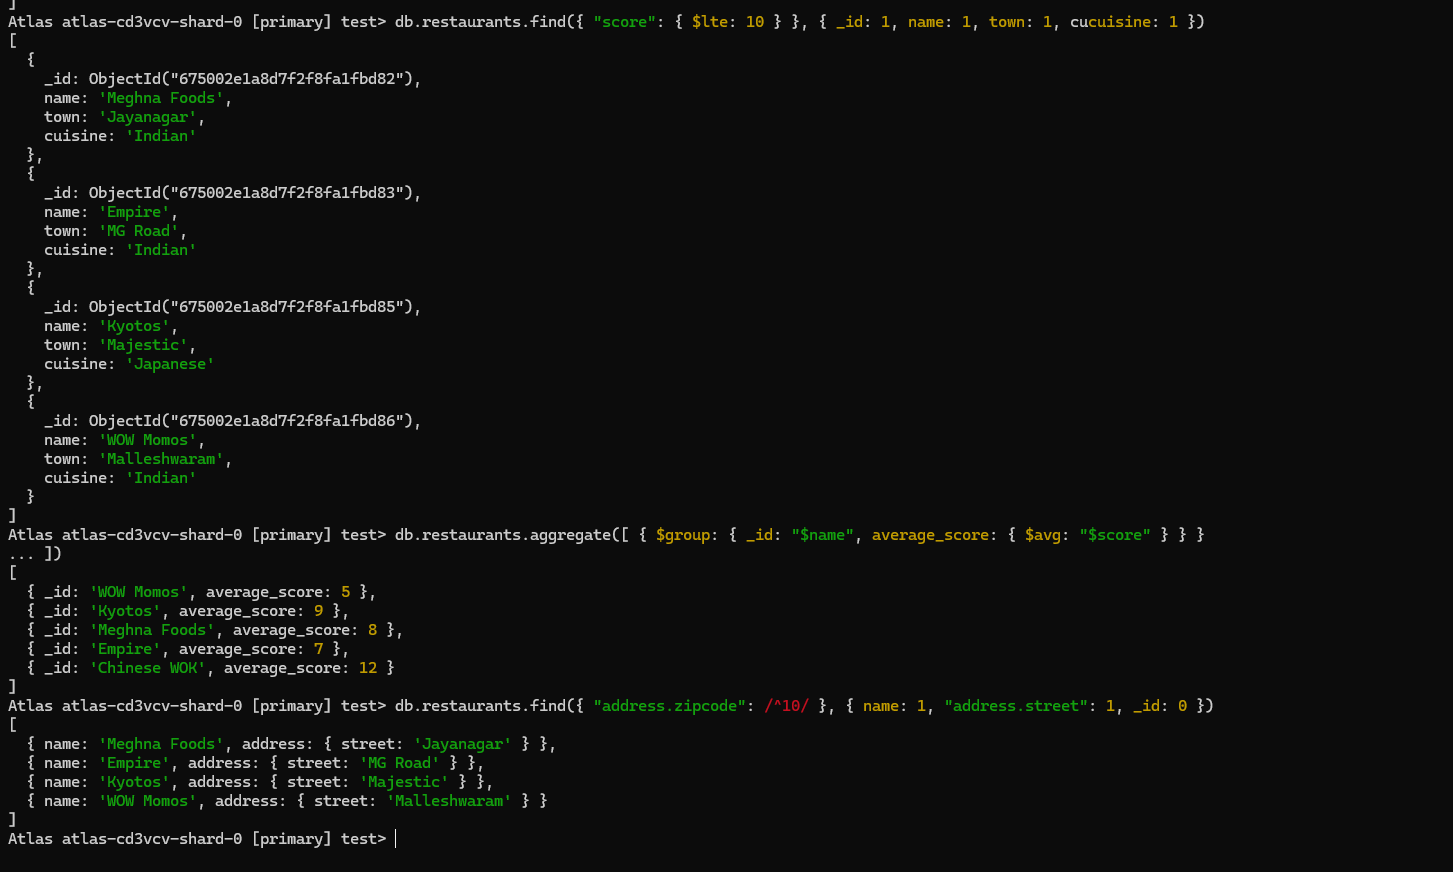 ]
Atlas atlas-cd3vcv-shard-0 [primary] test> db.restaurants.find({ "score": { $lte: 10 } }, { _id: 1, name: 1, town: 1, cucuisine: 1 })
[
  {
    _id: ObjectId("675002e1a8d7f2f8fa1fbd82"),
    name: 'Meghna Foods',
    town: 'Jayanagar',
    cuisine: 'Indian'
  },
  {
    _id: ObjectId("675002e1a8d7f2f8fa1fbd83"),
    name: 'Empire',
    town: 'MG Road',
    cuisine: 'Indian'
  },
  {
    _id: ObjectId("675002e1a8d7f2f8fa1fbd85"),
    name: 'Kyotos',
    town: 'Majestic',
    cuisine: 'Japanese'
  },
  {
    _id: ObjectId("675002e1a8d7f2f8fa1fbd86"),
    name: 'WOW Momos',
    town: 'Malleshwaram',
    cuisine: 'Indian'
  }
]
Atlas atlas-cd3vcv-shard-0 [primary] test> db.restaurants.aggregate([ { $group: { _id: "$name", average_score: { $avg: "$score" } } }
... ])
[
  { _id: 'WOW Momos', average_score: 5 },
  { _id: 'Kyotos', average_score: 9 },
  { _id: 'Meghna Foods', average_score: 8 },
  { _id: 'Empire', average_score: 7 },
  { _id: 'Chinese WOK', average_score: 12 }
]
Atlas atlas-cd3vcv-shard-0 [primary] test> db.restaurants.find({ "address.zipcode": /^10/ }, { name: 1, "address.street": 1, _id: 0 })
[
  { name: 'Meghna Foods', address: { street: 'Jayanagar' } },
  { name: 'Empire', address: { street: 'MG Road' } },
  { name: 'Kyotos', address: { street: 'Majestic' } },
  { name: 'WOW Momos', address: { street: 'Malleshwaram' } }
]
Atlas atlas-cd3vcv-shard-0 [primary] test>